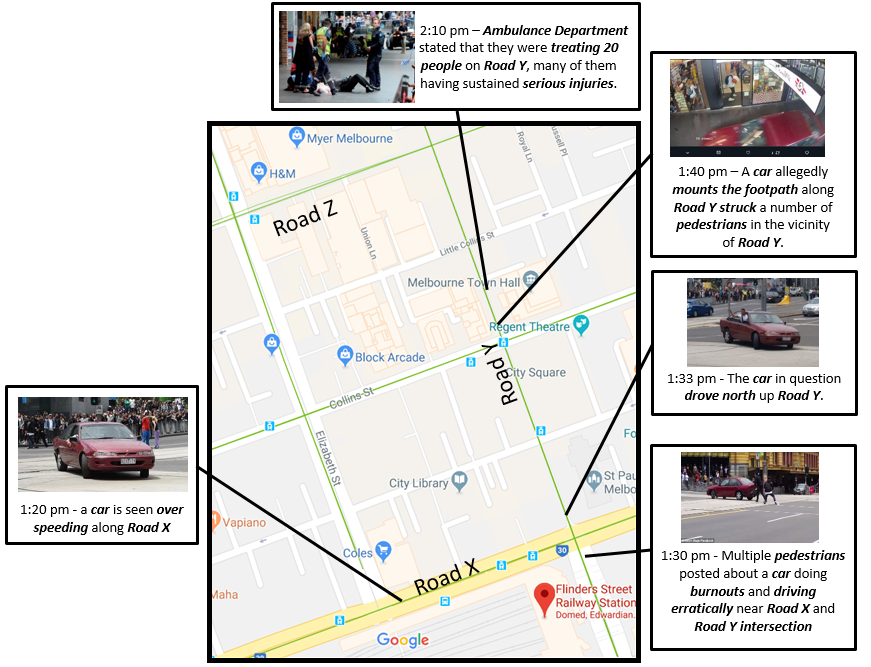 2:10 pm – Ambulance Department
stated that they were treating 20
people on Road Y, many of them
having sustained serious injuries.
1:40 pm – A car allegedly
mounts the footpath along
Road Y struck a number of
pedestrians in the vicinity
of Road Y.
1:33 pm - The car in question
drove north up Road Y.
1:30 pm - Multiple pedestrians
posted about a car doing
burnouts and driving
erratically near Road X and
Road Y intersection
1:20 pm - a car is seen over
speeding along Road X
Myer Melbourne
H&M
Road Z
Union Ln
Royal Ln
ussell Pl
Little Collins St
Melbourne Town Hall
Regent Theatre
Block Arcade
Road Y
City Square
Collins St
Elizabeth St
Fo
City Library
St Pau
Melbo
Vapiano
Coles
30
Road X
Maha
Flinders Street
Railway Station
Domed, Edwardian.
Google
30